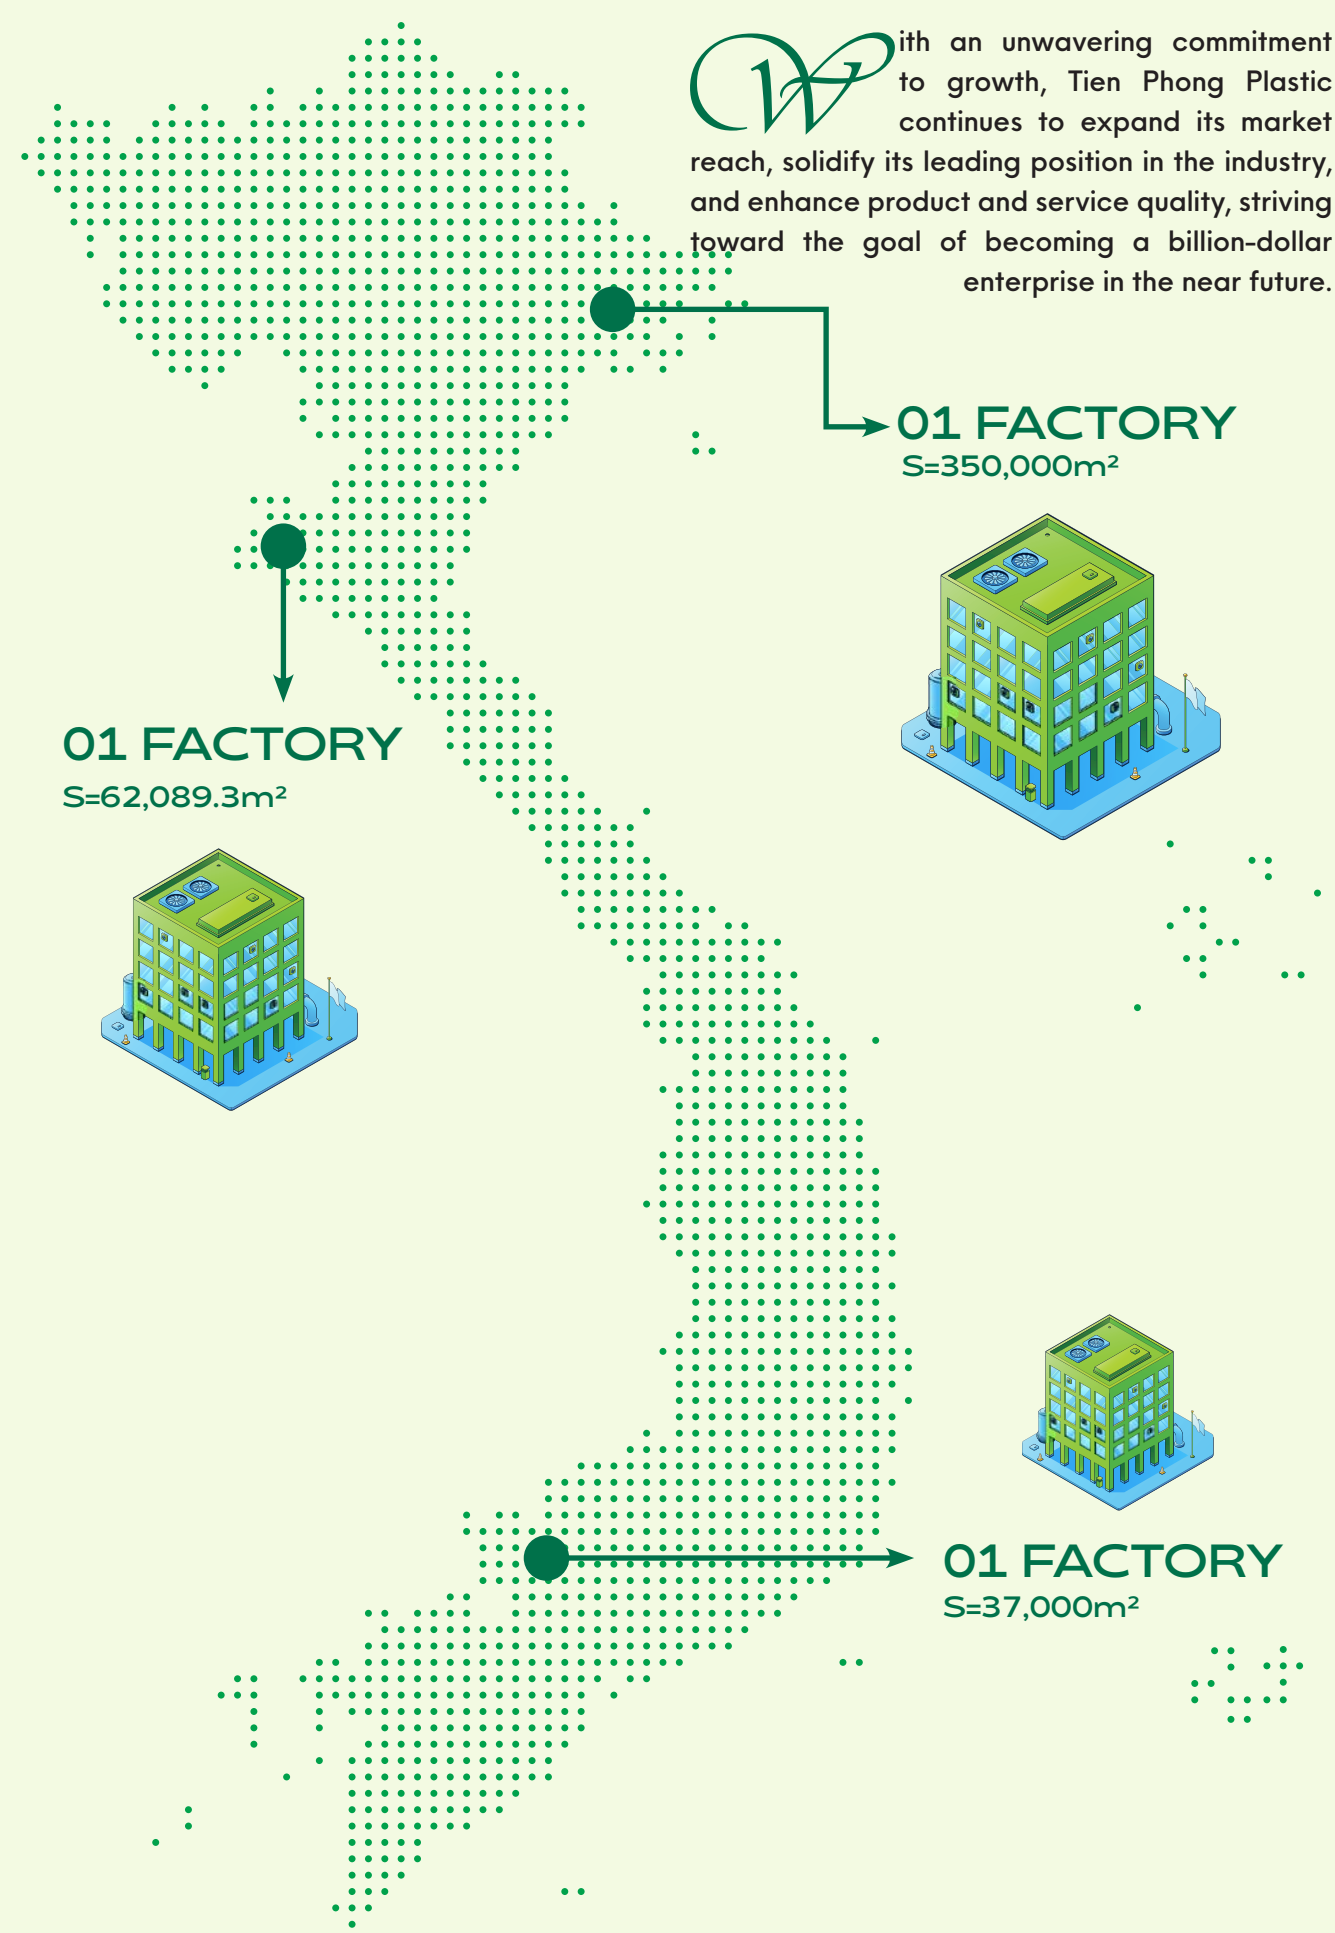 With an unwavering commitment
to growth, Tien Phong Plastic
continues to expand its market
reach, solidify its leading position in the industry,
and enhance product and service quality, striving
toward the goal of becoming a billion-dollar
enterprise in the near future.
01 FACTORY
S=350,000m²
01 FACTORY
S=62,089.3m²
01 FACTORY
S=37,000m²